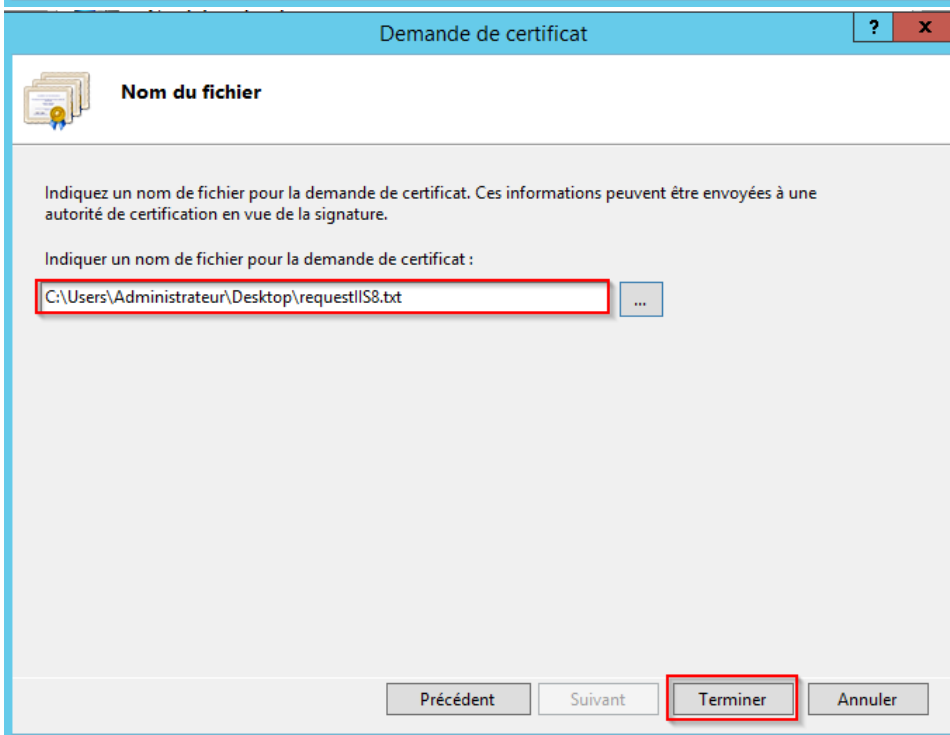 Demande de certificat
?
x
Nom du fichier
Indiquez un nom de fichier pour la demande de certificat. Ces informations peuvent être envoyées à une
autorité de certification en vue de la signature.
Indiquer un nom de fichier pour la demande de certificat :
C:\Users\Administrateur\Desktop\requestIIS8.txt
...
Précédent
Suivant
Terminer
Annuler